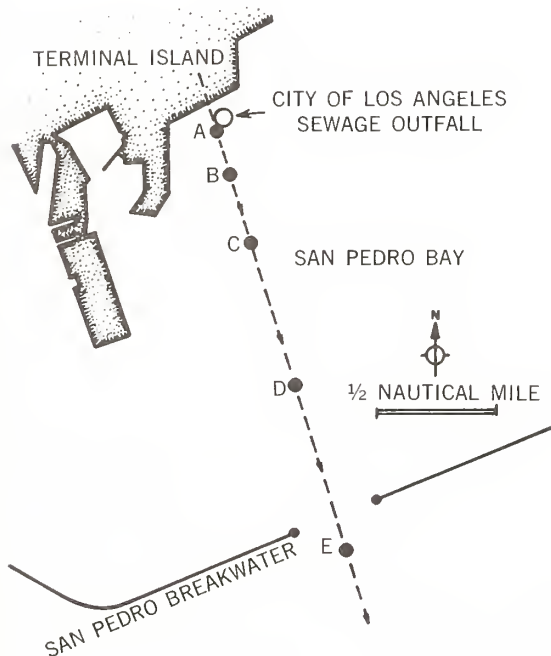 TERMINAL ISLAND
CITY OF LOS ANGELES
SEWAGE OUTFALL
A
B
C
SAN PEDRO BAY
N
D
½ NAUTICAL MILE
E
SAN PEDRO BREAKWATER